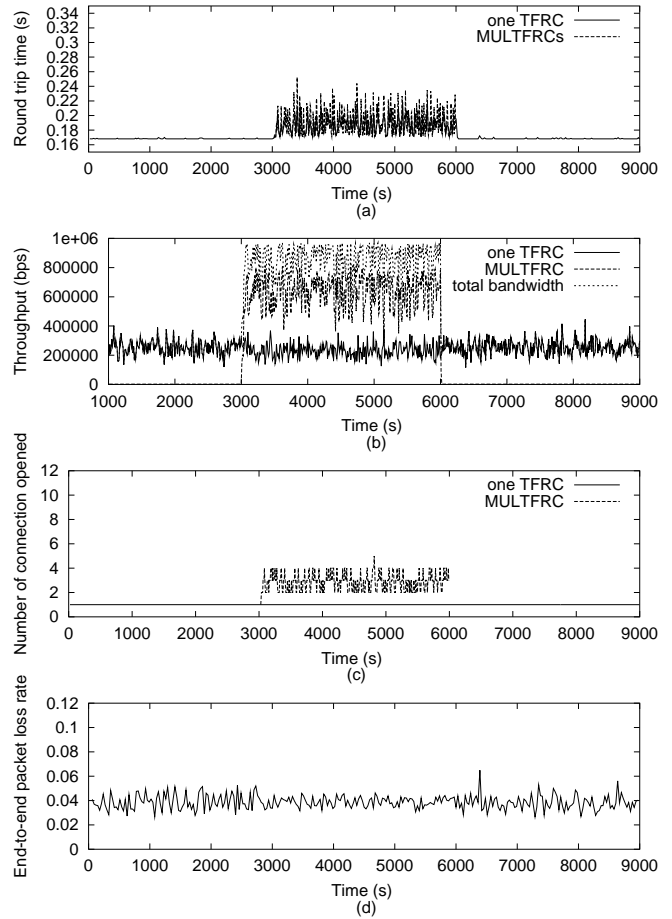 Round trip time (s)
0.34
0.32
0.3
0.28
0.26
0.24
0.22
0.2
0.18
0.16
one TFRC
MULTFRCs
0 1000 2000 3000 4000 5000 6000 7000 8000 9000
Time (s)
(a)
Throughput (bps)
1e+06
800000
600000
400000
200000
0
one TFRC
MULTFRC
total bandwidth
1000 2000 3000 4000 5000 6000 7000 8000 9000
Time (s)
(b)
Number of connection opened
12
10
8
6
4
2
0
one TFRC
MULTFRC
0 1000 2000 3000 4000 5000 6000 7000 8000 9000
Time (s)
(c)
End-to-end packet loss rate
0.12
0.1
0.08
0.06
0.04
0.02
0
0 1000 2000 3000 4000 5000 6000 7000 8000 9000
Time (s)
(d)